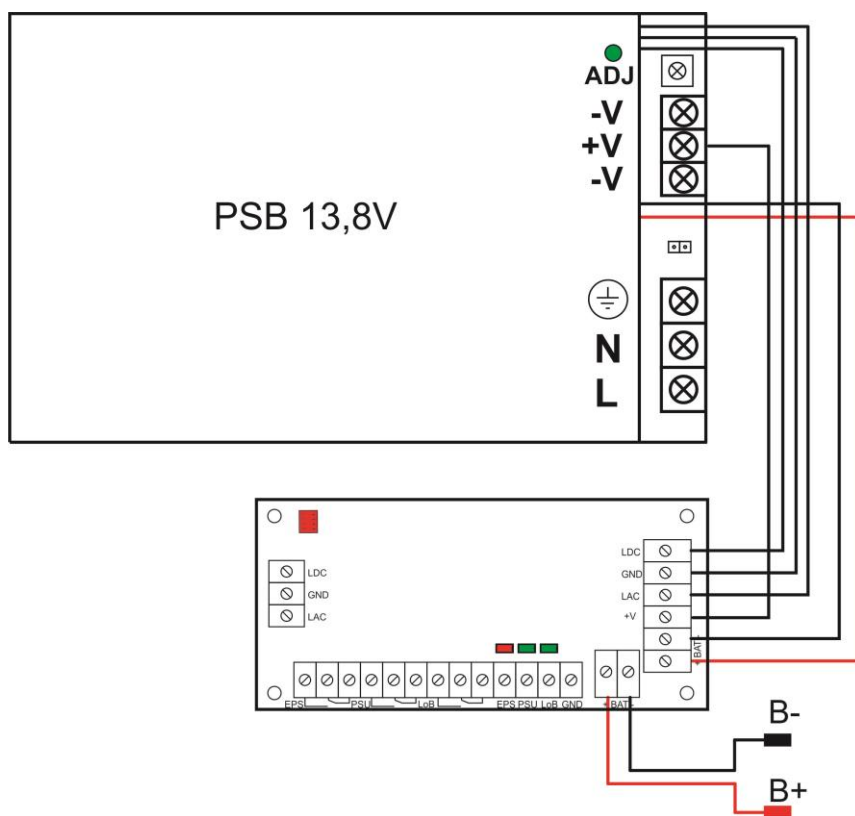 ADJ
-V
+V
-V
PSB 13,8V
N
L
LDC
GND
LAC
+V
+ BAT -
LDC
GND
LAC
EPS PSU LoB EPS PSU LoB GND + BAT -
B-
B+